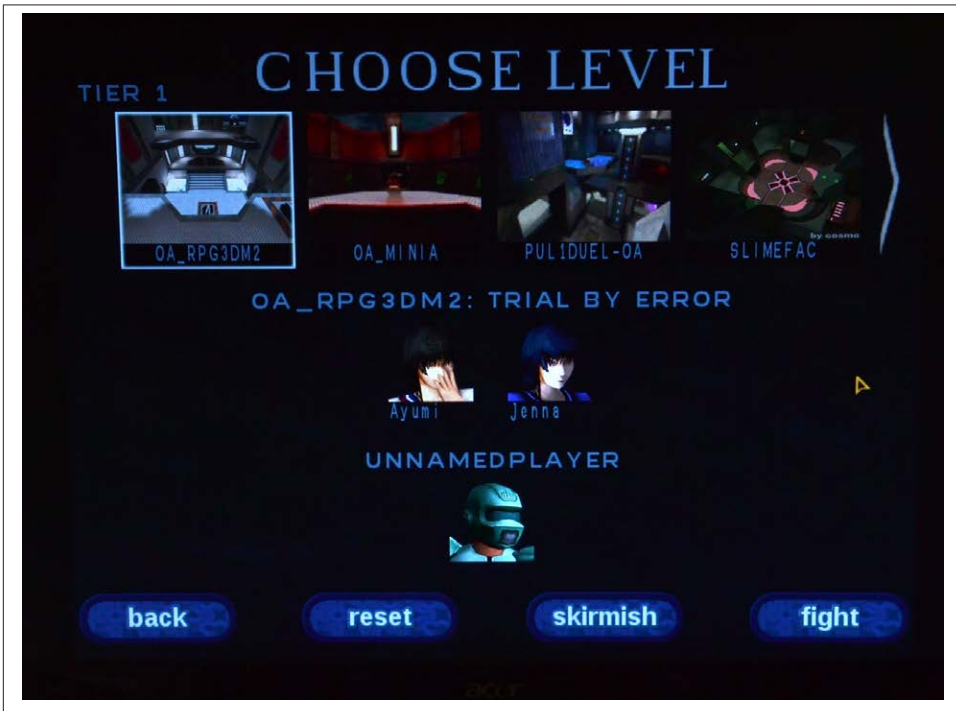 CHOOSE LEVEL
TIER 1
by cosmo
OA_RPG3DM2 OA_MINIA PUL1DUEL-OA SLIMEFAC
OA_RPG3DM2: TRIAL BY ERROR
Ayumi Jenna
UNNAMEDPLAYER
back reset skirmish fight
acer